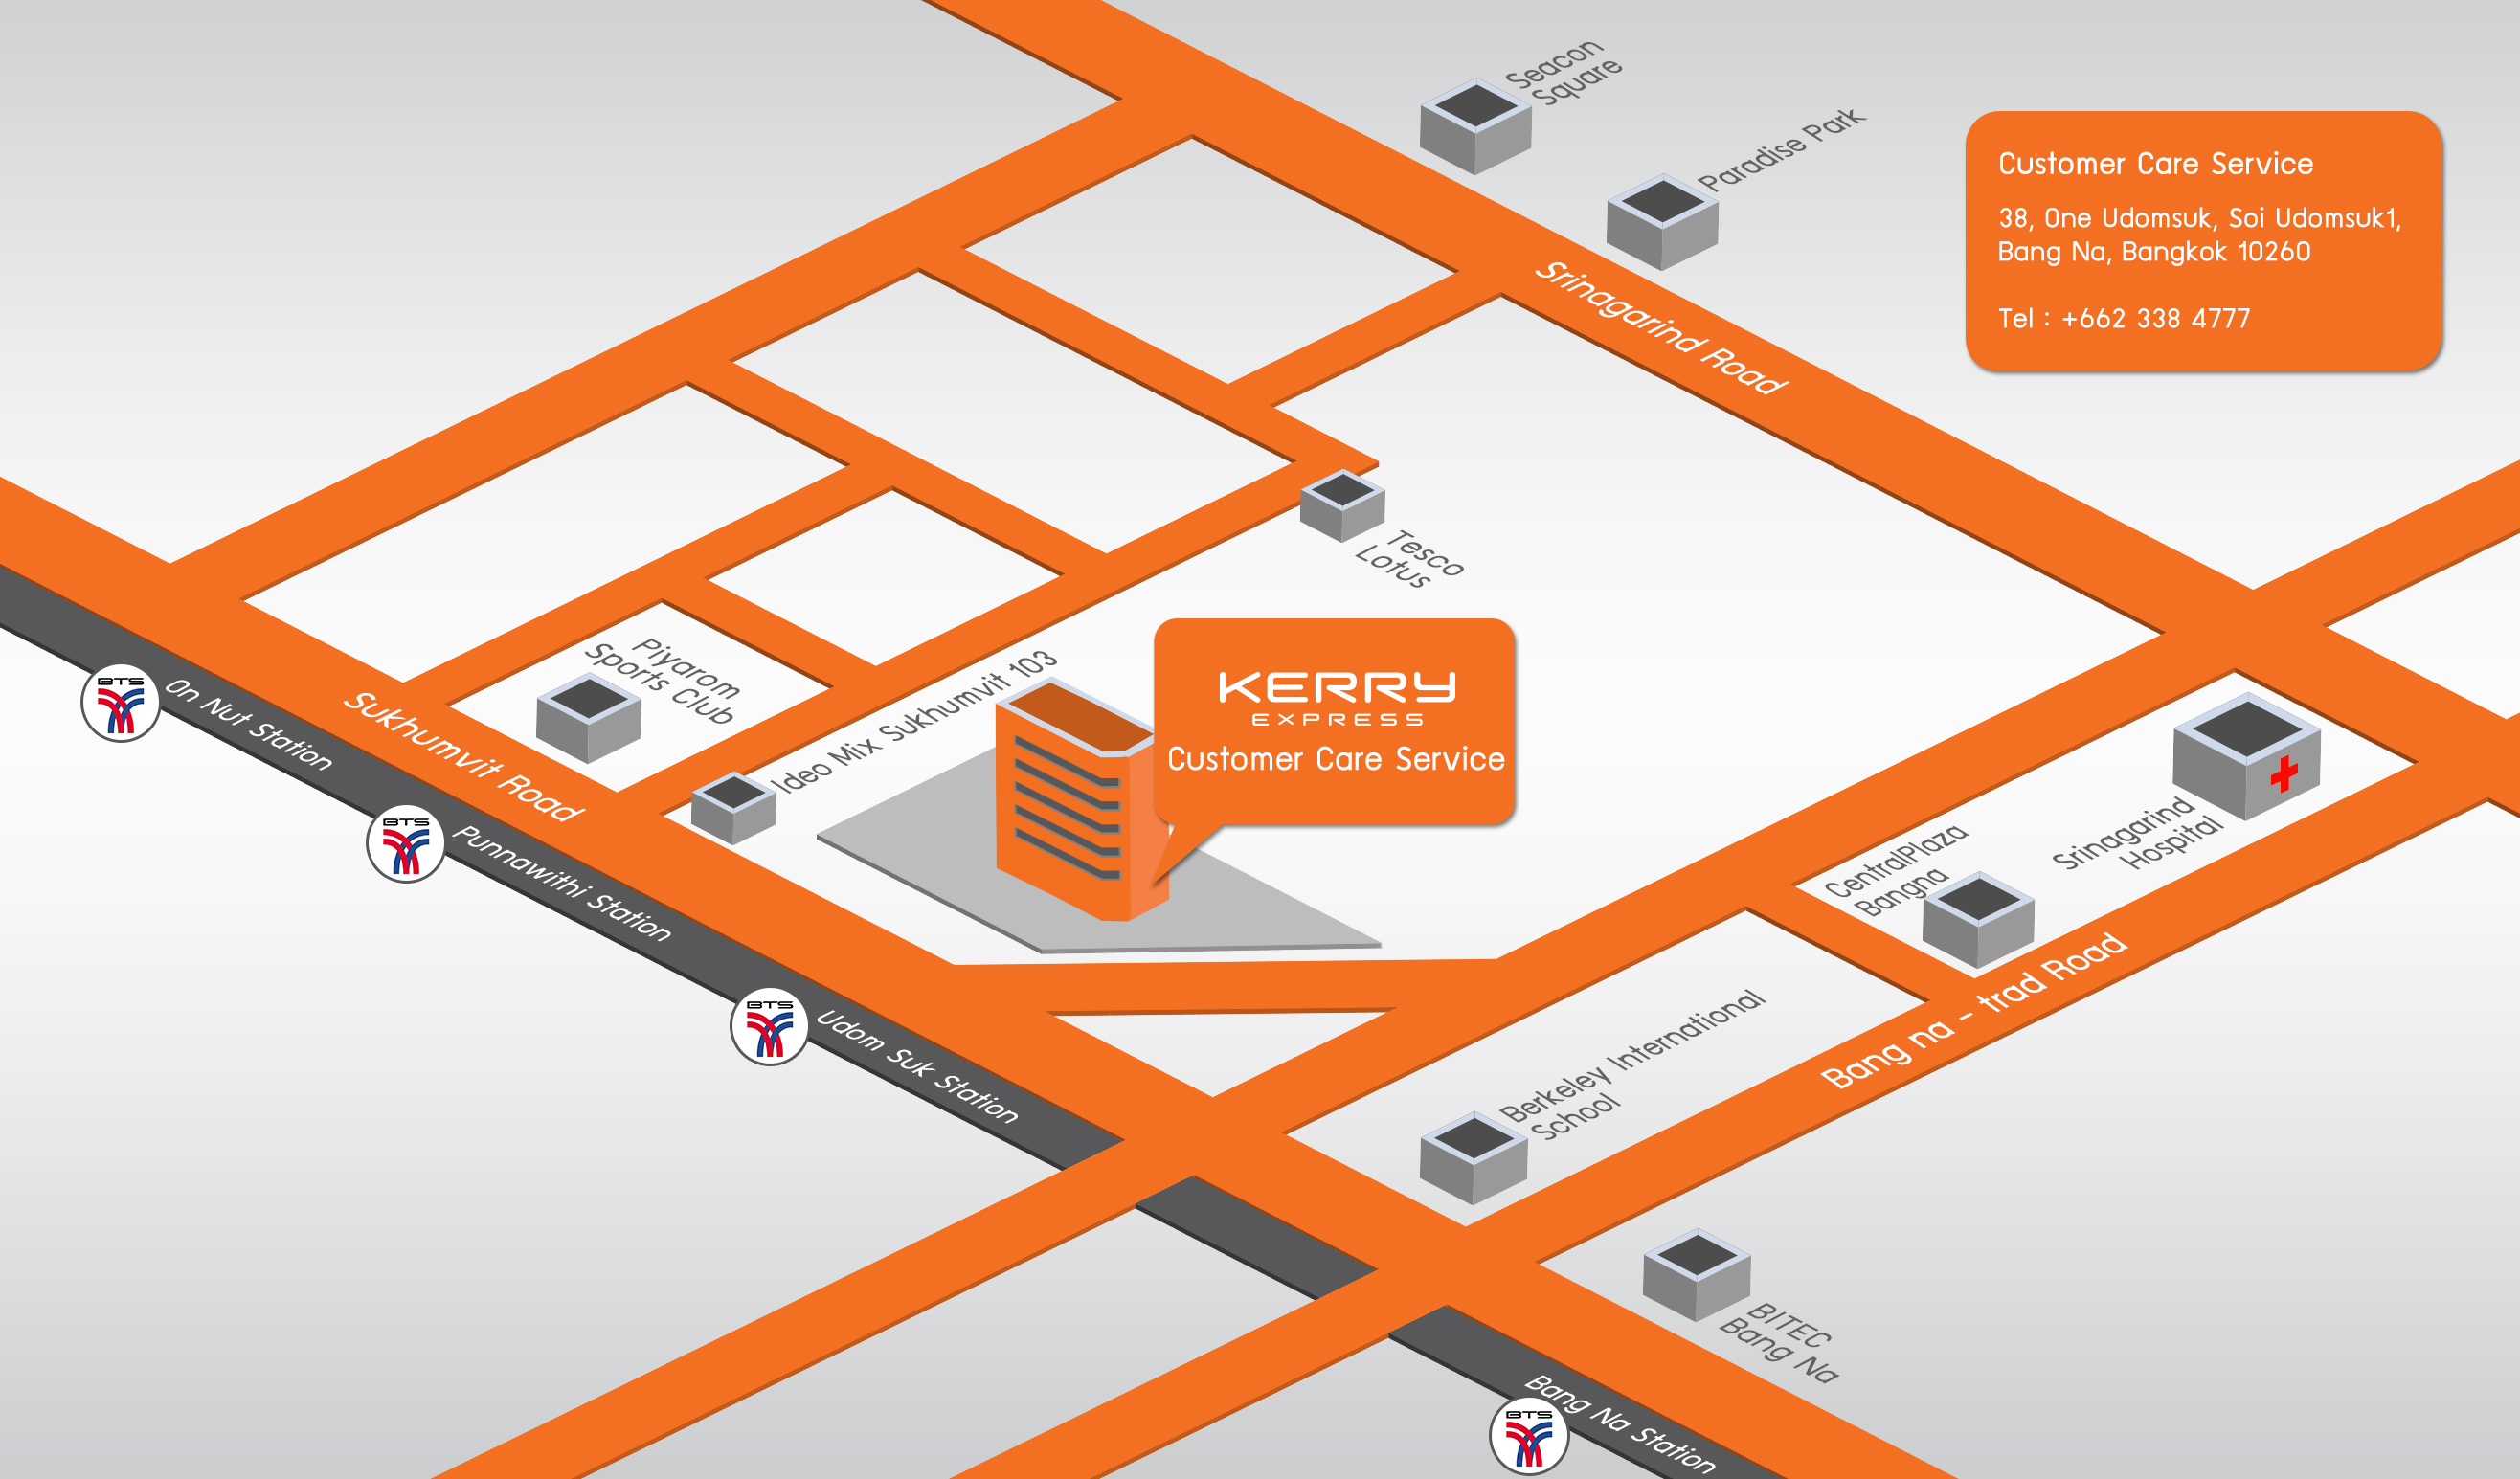 Seacon
Square
Paradise Park
Customer Care Service
38, One Udomsuk, Soi Udomsuk1,
Bang Na, Bangkok 10260
Tel : +662 338 4777
Srinagarind Road
Tesco
Lotus
Piyarom
Sports Club
Ideo Mix Sukhumvit 103
KERRY
EXPRESS
Customer Care Service
BTS
On Nut Station
Sukhumvit Road
BTS
Punnawithi Station
CentralPlaza
Bangna
Srinagarind
Hospital
Bang na - trad Road
BTS
Udom Suk Station
Berkeley International
School
BITEC
Bang Na
BTS
Bang Na Station